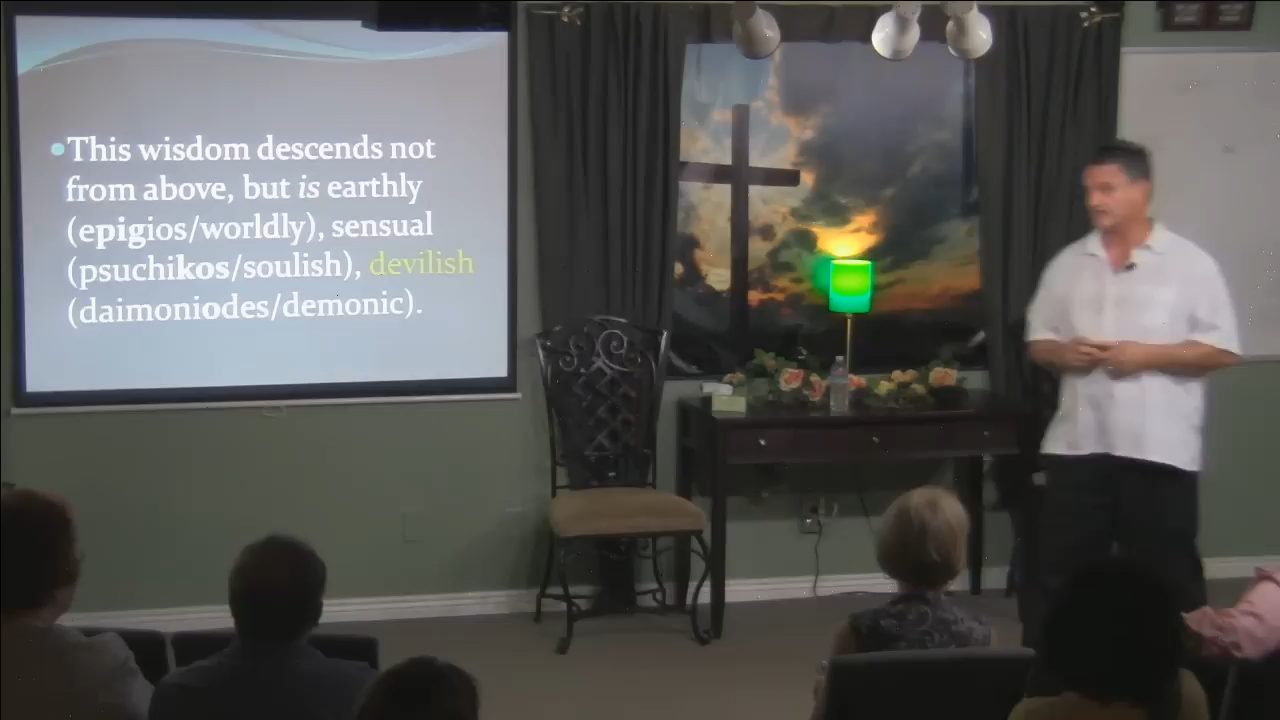 This wisdom descends not
from above, but is earthly
(epigios/worldly), sensual
(psuchikos/soulish), devilish
(daimoniodes/demonic).